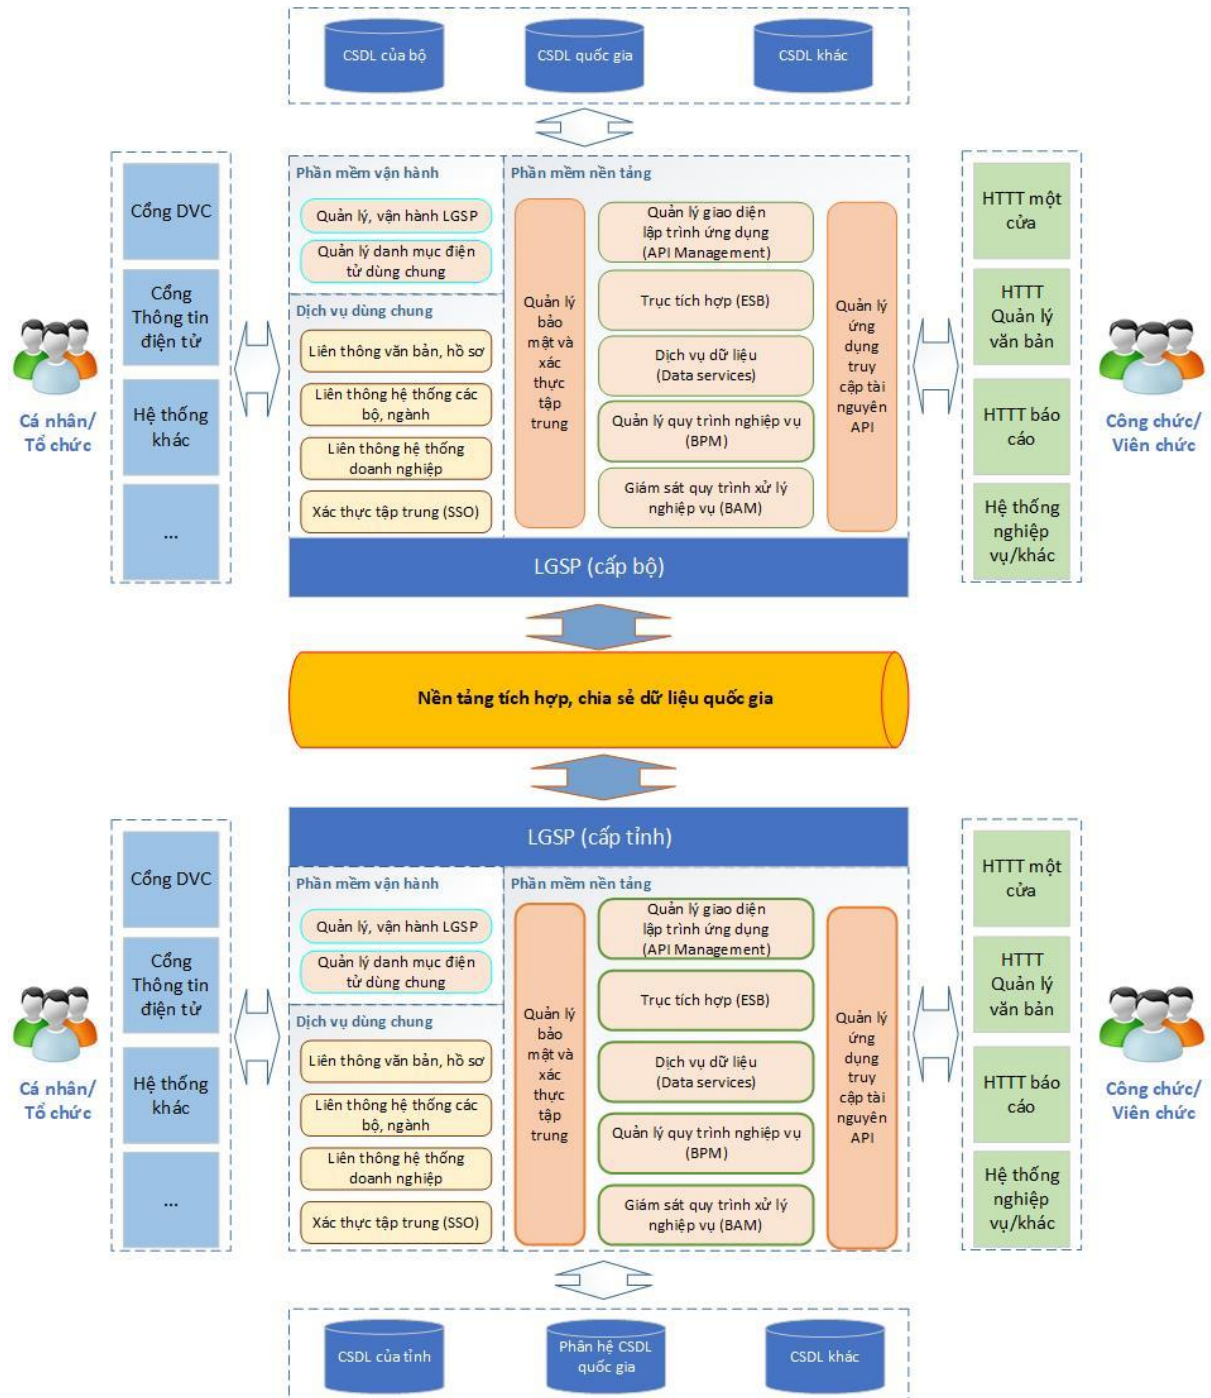 CSDL của bộ
CSDL quốc gia
CSDL khác
Cổng DVC
Cổng
Thông tin
điện tử
Hệ thống
khác
...
Cá nhân/
Tổ chức
Phần mềm vận hành
Quản lý, vận hành LGSP
Quản lý danh mục điện
tử dùng chung
Dịch vụ dùng chung
Liên thông văn bản, hồ sơ
Liên thông hệ thống các
bộ, ngành
Liên thông hệ thống
doanh nghiệp
Xác thực tập trung (SSO)
Phần mềm nền tảng
Quản lý
bảo
mật và
xác
thực
tập
trung
Quản lý giao diện
lập trình ứng dụng
(API Management)
Trục tích hợp (ESB)
Dịch vụ dữ liệu
(Data services)
Quản lý quy trình nghiệp vụ
(BPM)
Giám sát quy trình xử lý
nghiệp vụ (BAM)
Quản lý
ứng
dụng
truy
cập tài
nguyên
API
HTTT một
cửa
HTTT
Quản lý
văn bản
HTTT báo
cáo
Hệ thống
nghiệp
vụ/khác
Công chức/
Viên chức
LGSP (cấp bộ)
Nền tảng tích hợp, chia sẻ dữ liệu quốc gia
LGSP (cấp tỉnh)
Cổng DVC
Cổng
Thông tin
điện tử
Hệ thống
khác
...
Cá nhân/
Tổ chức
Phần mềm vận hành
Quản lý, vận hành LGSP
Quản lý danh mục điện
tử dùng chung
Dịch vụ dùng chung
Liên thông văn bản, hồ sơ
Liên thông hệ thống các
bộ, ngành
Liên thông hệ thống
doanh nghiệp
Xác thực tập trung (SSO)
Phần mềm nền tảng
Quản lý
bảo
mật và
xác
thực
tập
trung
Quản lý giao diện
lập trình ứng dụng
(API Management)
Trục tích hợp (ESB)
Dịch vụ dữ liệu
(Data services)
Quản lý quy trình nghiệp vụ
(BPM)
Giám sát quy trình xử lý
nghiệp vụ (BAM)
Quản lý
ứng
dụng
truy
cập tài
nguyên
API
HTTT một
cửa
HTTT
Quản lý
văn bản
HTTT báo
cáo
Hệ thống
nghiệp
vụ/khác
Công chức/
Viên chức
CSDL của tỉnh
Phân hệ CSDL
quốc gia
CSDL khác